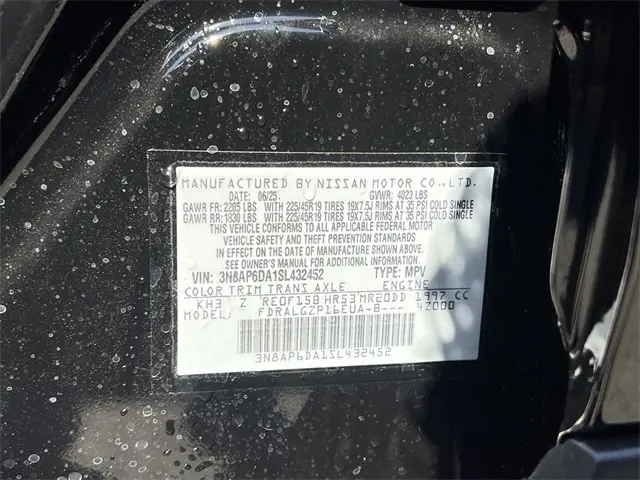 MANUFACTURED BY NISSAN MOTOR CO.,LTD.
DATE: 06/25 GVWR: 4023 LBS
GAWR FR: 2205 LBS WITH 225/45R19 TIRES 19X7.5J RIMS AT 35 PSI COLD SINGLE
GAWR RR: 1830 LBS WITH 225/45R19 TIRES 19X7.5J RIMS AT 35 PSI COLD SINGLE
THIS VEHICLE CONFORMS TO ALL APPLICABLE FEDERAL MOTOR
VEHICLE SAFETY AND THEFT PREVENTION STANDARDS
IN EFFECT ON THE DATE OF MANUFACTURE SHOWN ABOVE.
SEE OWNER'S MANUAL FOR ADDITIONAL INFORMATION.
VIN: 3N8AP6DA1SL432452 TYPE: MPV
COLOR TRIM TRANS AXLE ENGINE
KH3 Z RE0F15B HR53 MR20DD 1997 CC
MODEL: FDRALGZP16EUA-B--- 42000
3N8AP6DA1SL432452